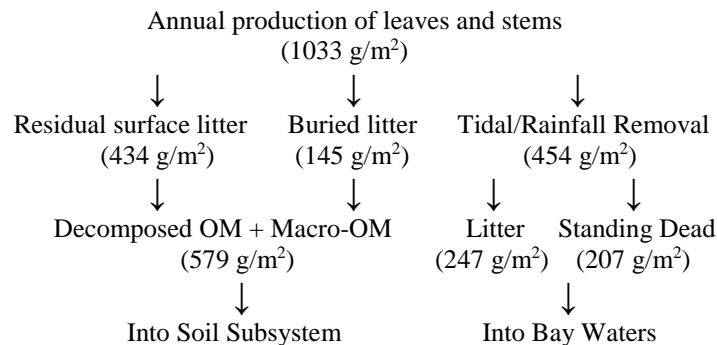 Annual production of leaves and stems
(1033 g/m²)
↓ ↓ ↓
Residual surface litter Buried litter Tidal/Rainfall Removal
(434 g/m²) (145 g/m²) (454 g/m²)
↓ ↓ ↓ ↓
Decomposed OM + Macro-OM Litter Standing Dead
(579 g/m²) (247 g/m²) (207 g/m²)
↓ ↓
Into Soil Subsystem Into Bay Waters